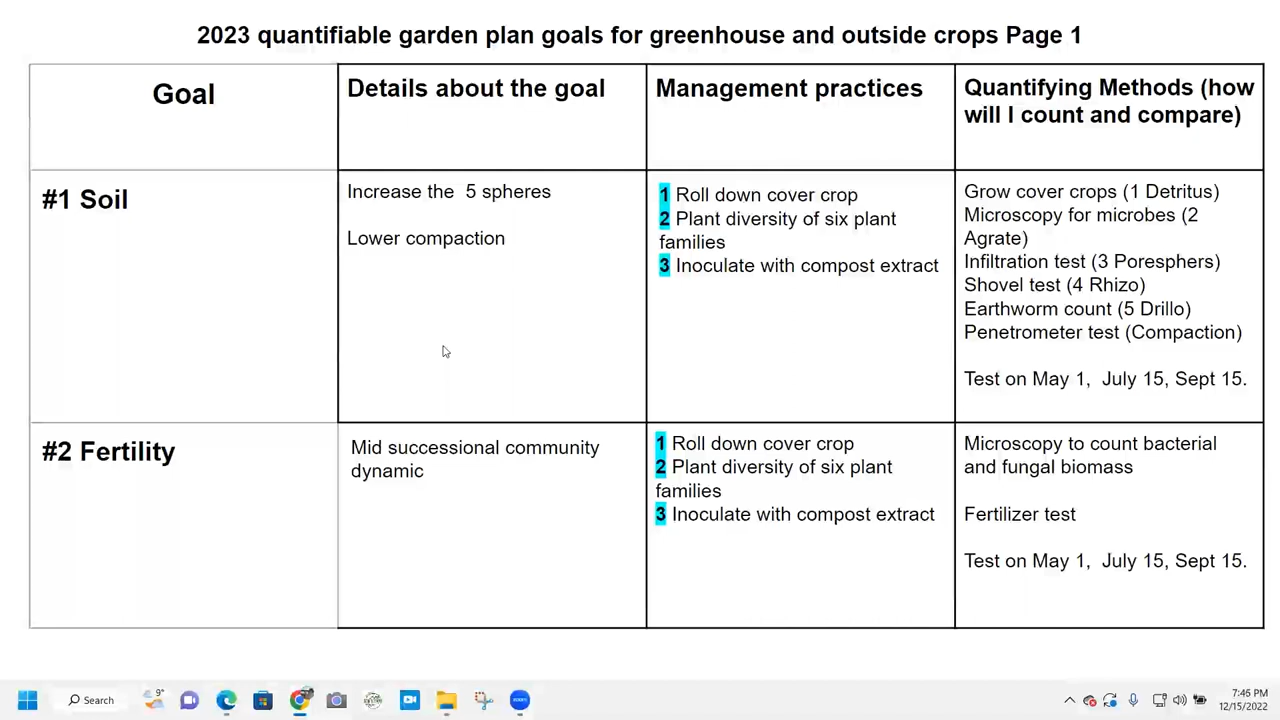 2023 quantifiable garden plan goals for greenhouse and outside crops Page 1
Goal
Details about the goal
Management practices
Quantifying Methods (how
will I count and compare)
#1 Soil
Increase the 5 spheres
Lower compaction
1 Roll down cover crop
2 Plant diversity of six plant
families
3 Inoculate with compost extract
Grow cover crops (1 Detritus)
Microscopy for microbes (2
Agrate)
Infiltration test (3 Poresphers)
Shovel test (4 Rhizo)
Earthworm count (5 Drillo)
Penetrometer test (Compaction)
Test on May 1, July 15, Sept 15.
#2 Fertility
Mid successional community
dynamic
1 Roll down cover crop
2 Plant diversity of six plant
families
3 Inoculate with compost extract
Microscopy to count bacterial
and fungal biomass
Fertilizer test
Test on May 1, July 15, Sept 15.
9°
Search
7:45 PM
12/15/2022